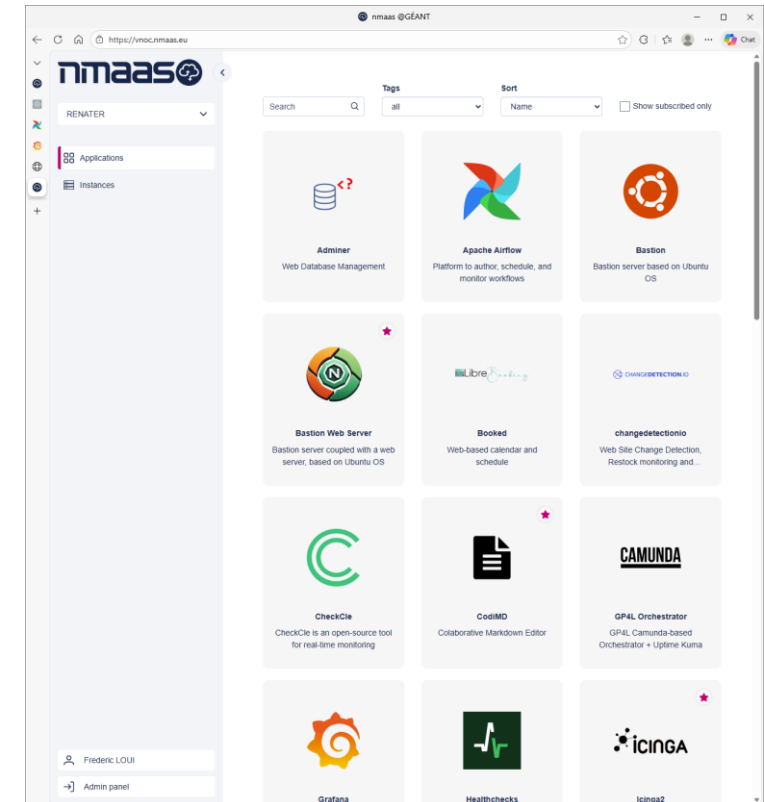 nmaas @GÉANT
https://vnoc.nmaas.eu
Chat
nmaas
RENATER
Applications
Instances
Tags
Sort
Search
all
Name
Show subscribed only
<?
Adminer
Web Database Management
Apache Airflow
Platform to author, schedule, and
monitor workflows
Bastion
Bastion server based on Ubuntu
OS
N
Bastion Web Server
Bastion server coupled with a web
server, based on Ubuntu OS
LibreBooking
Booked
Web-based calendar and
schedule
CHANGEDETECTION.IO
changedetectionio
Web Site Change Detection,
Restock monitoring and...
CheckCle
CheckCle is an open-source tool
for real-time monitoring
CodiMD
Colaborative Markdown Editor
CAMUNDA
GP4L Orchestrator
GP4L Camunda-based
Orchestrator + Uptime Kuma
Grafana
Healthchecks
icinga
Icinga2
Frederic LOUI
Admin panel